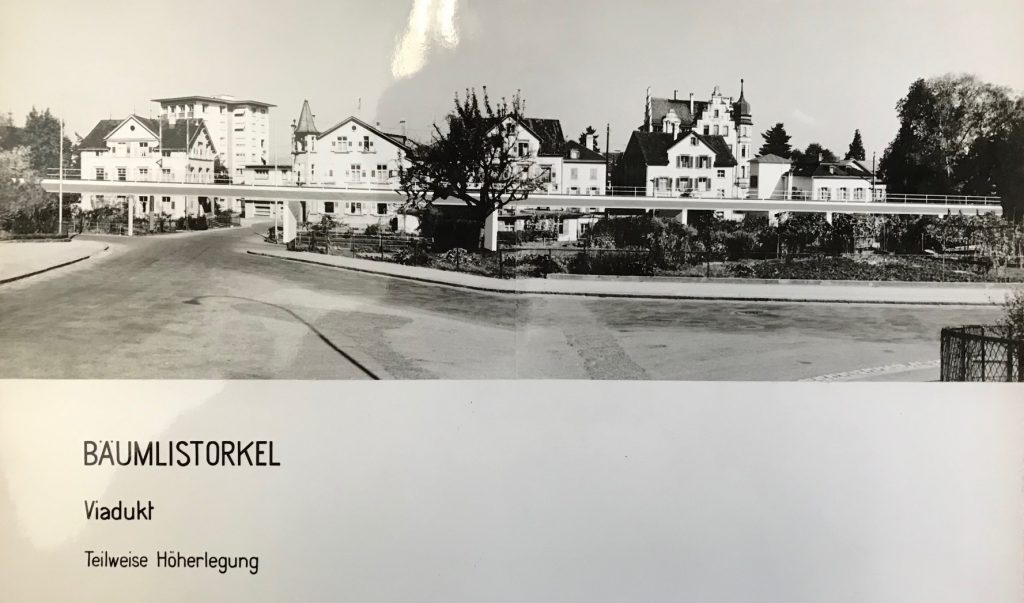 BÄUMLISTORKEL
Viadukt
Teilweise Höherlegung